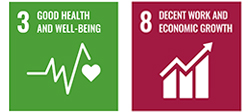 3 GOOD HEALTH
AND WELL-BEING
8 DECENT WORK AND
ECONOMIC GROWTH